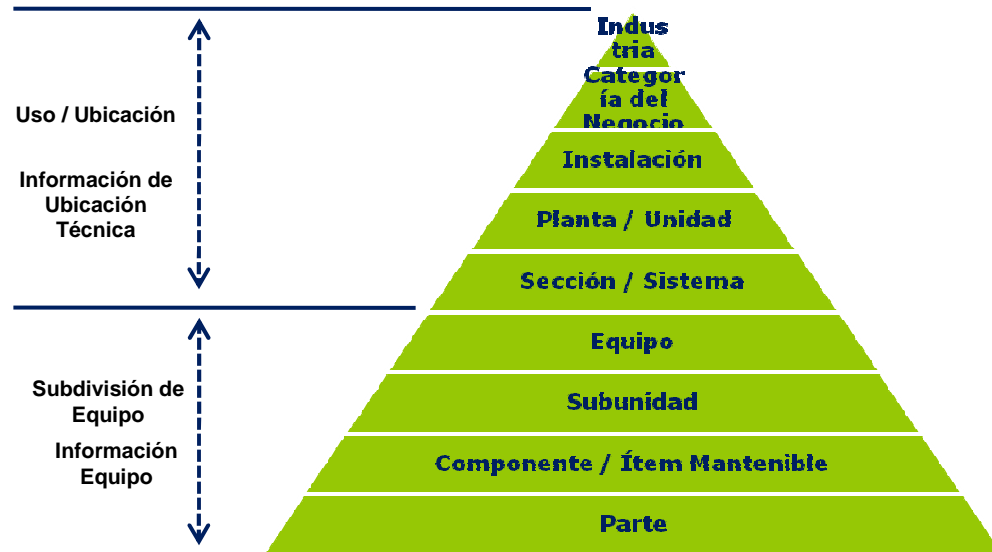 Indus
tria
Categor
ía del
Negocio
Uso / Ubicación
Información de
Ubicación
Técnica
Instalación
Planta / Unidad
Sección / Sistema
Equipo
Subdivisión de
Equipo
Subunidad
Información
Equipo
Componente / Ítem Mantenible
Parte